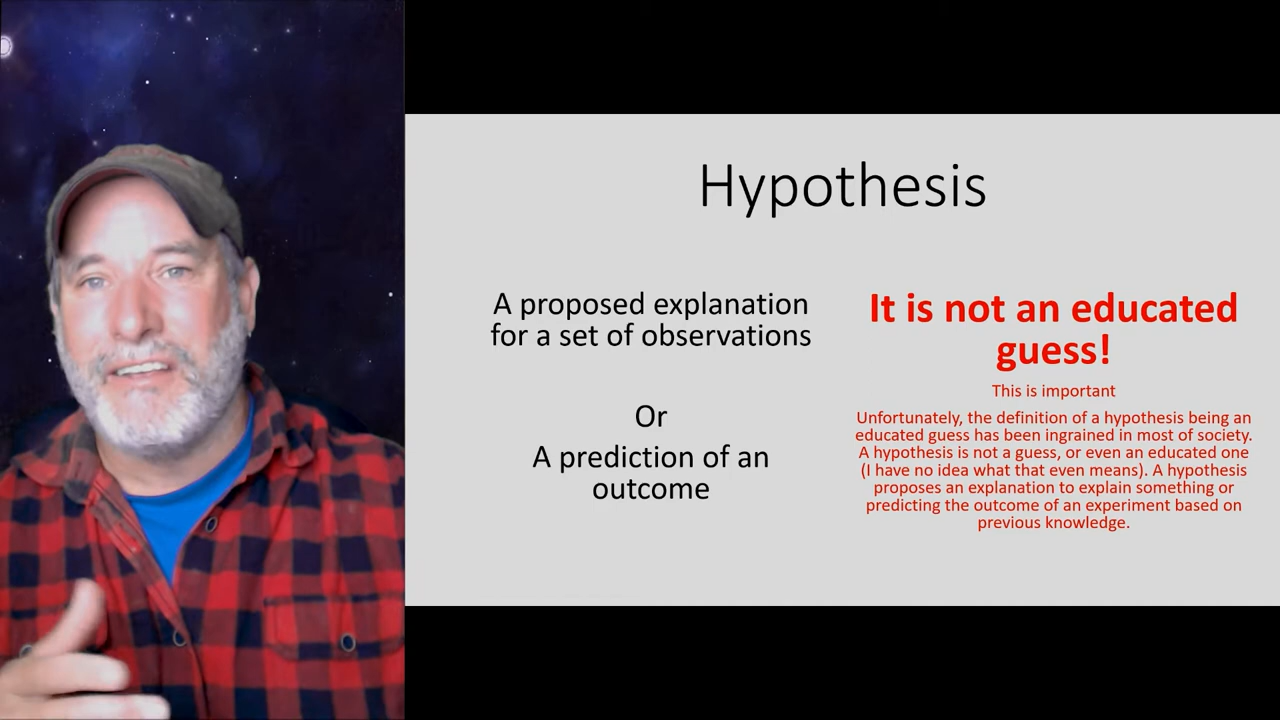 Hypothesis
A proposed explanation
for a set of observations
Or
A prediction of an
outcome
It is not an educated
guess!
This is important
Unfortunately, the definition of a hypothesis being an
educated guess has been ingrained in most of society.
A hypothesis is not a guess, or even an educated one
(I have no idea what that even means). A hypothesis
proposes an explanation to explain something or
predicting the outcome of an experiment based on
previous knowledge.